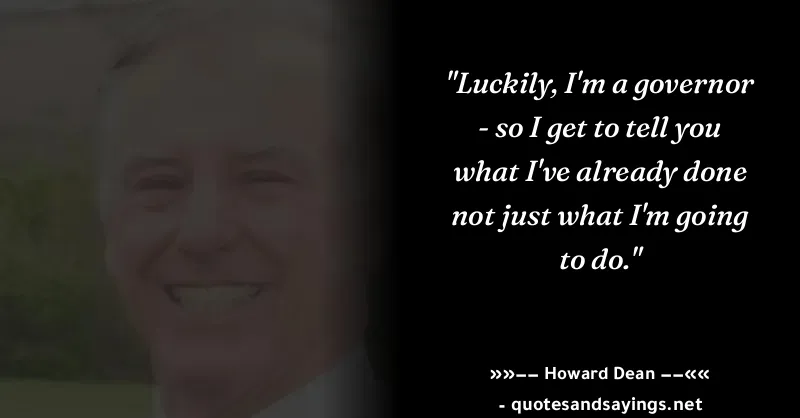 "Luckily, I'm a governor
- so I get to tell you
what I've already done
not just what I'm going
to do."
»»−− Howard Dean −−««
- quotesandsayings.net